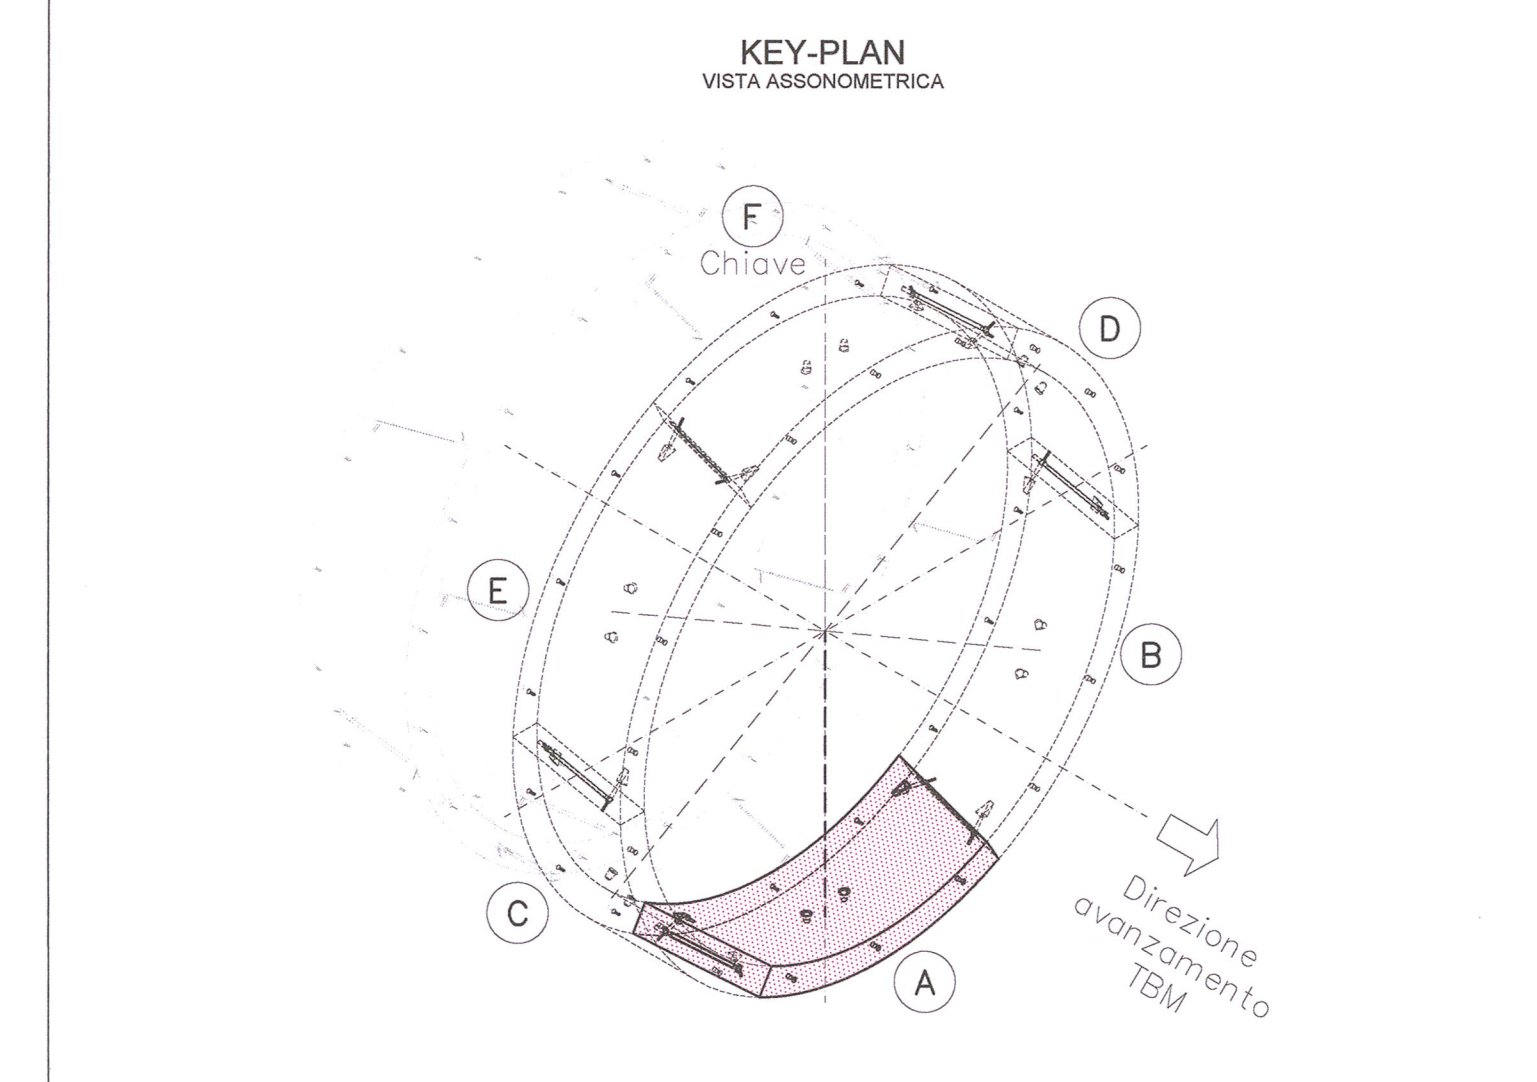 KEY-PLAN
VISTA ASSONOMETRICA
F
Chiave
D
E
B
C
A
Direzione
avanzamento
TBM